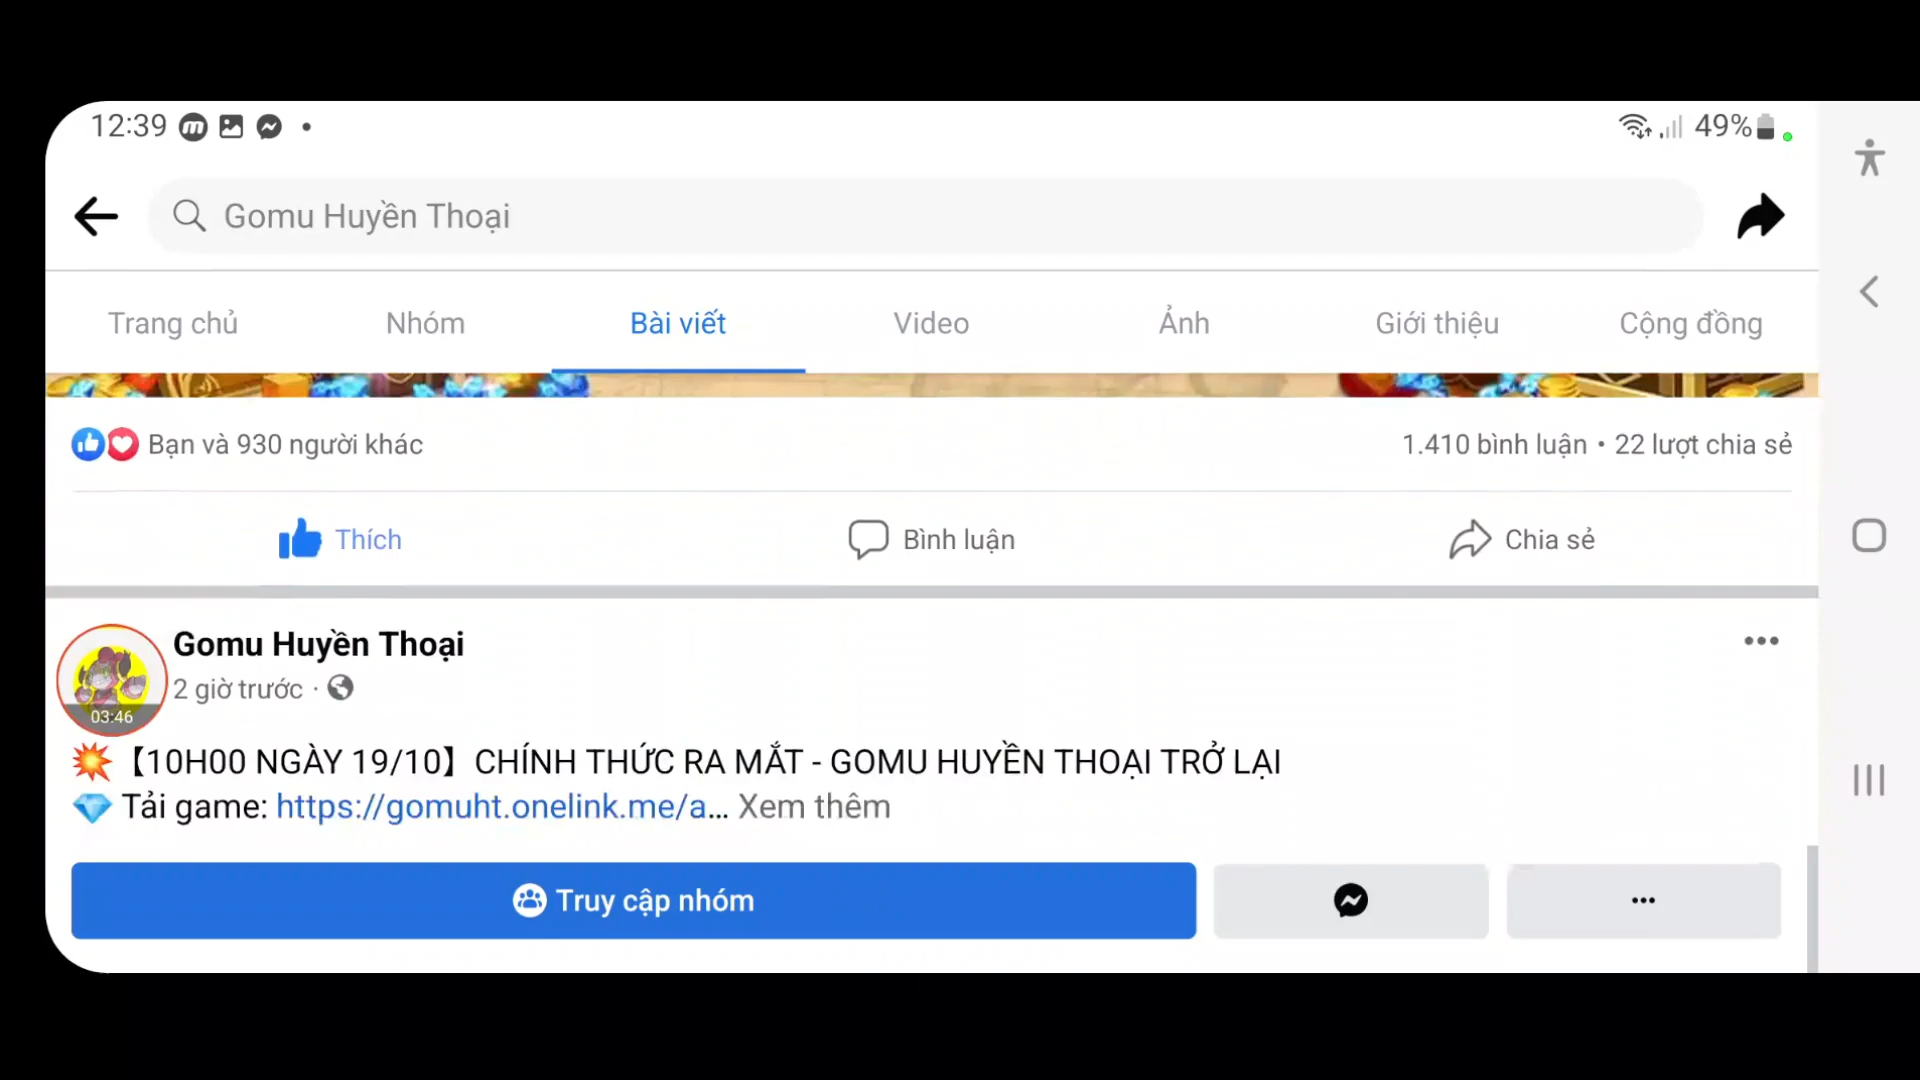 12:39
49%
Gomu Huyền Thoại
Trang chủ
Nhóm
Bài viết
Video
Ảnh
Giới thiệu
Cộng đồng
Bạn và 930 người khác
1.410 bình luận • 22 lượt chia sẻ
Thích
Bình luận
Chia sẻ
Gomu Huyền Thoại
2 giờ trước ·
03:46
💥【10H00 NGÀY 19/10】CHÍNH THỨC RA MẮT - GOMU HUYỀN THOẠI TRỞ LẠI
💎 Tải game: https://gomuht.onelink.me/a... Xem thêm
Truy cập nhóm